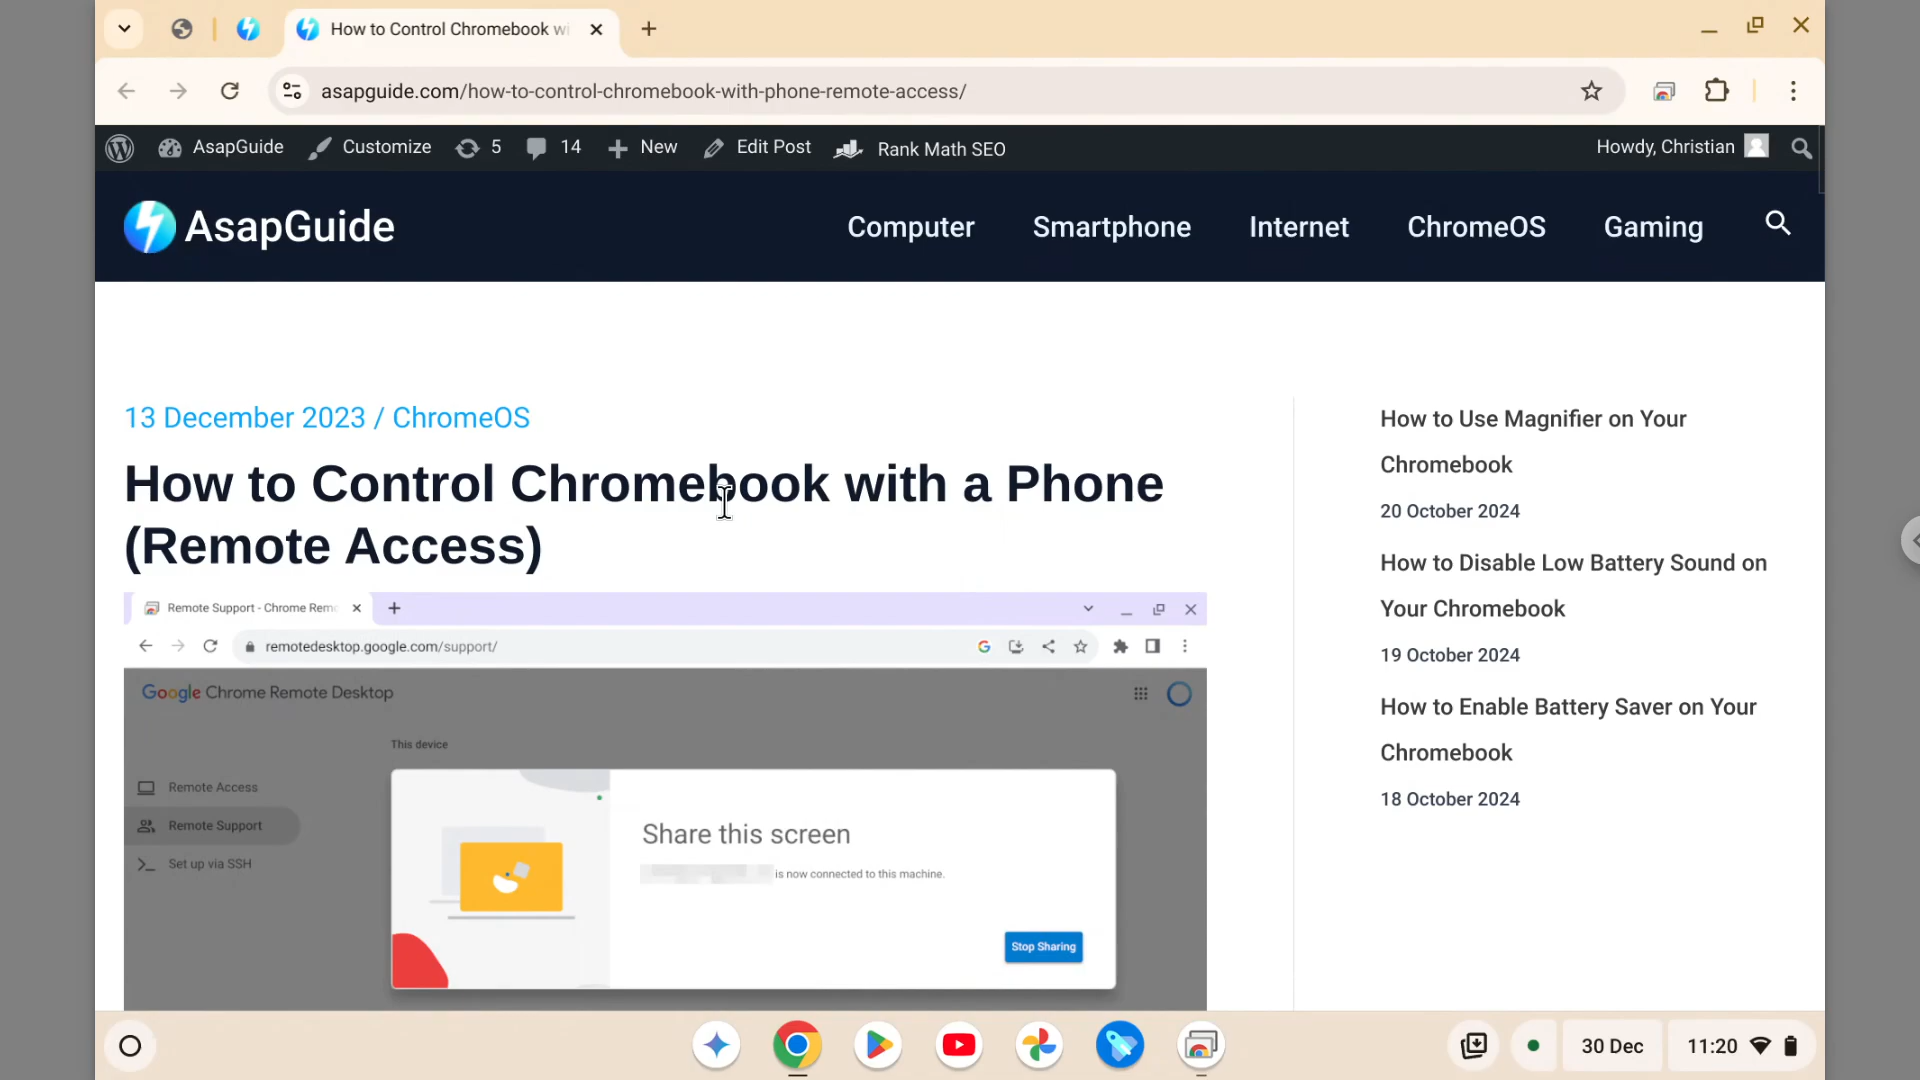 How to Control Chromebook wi
asapguide.com/how-to-control-chromebook-with-phone-remote-access/
AsapGuide Customize 5 14 New Edit Post Rank Math SEO Howdy, Christian
AsapGuide Computer Smartphone Internet ChromeOS Gaming
13 December 2023 / ChromeOS
How to Control Chromebook with a Phone
(Remote Access)
Remote Support - Chrome Rem
remotedesktop.google.com/support/
Google Chrome Remote Desktop
This device
Remote Access
Remote Support
Set up via SSH
Share this screen
is now connected to this machine.
Stop Sharing
How to Use Magnifier on Your
Chromebook
20 October 2024
How to Disable Low Battery Sound on
Your Chromebook
19 October 2024
How to Enable Battery Saver on Your
Chromebook
18 October 2024
30 Dec 11:20